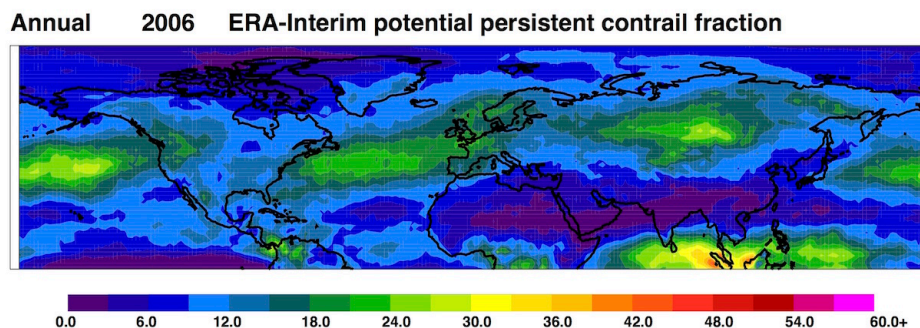 Annual 2006 ERA-Interim potential persistent contrail fraction
0.0 6.0 12.0 18.0 24.0 30.0 36.0 42.0 48.0 54.0 60.0+